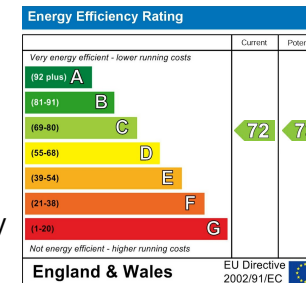 Energy Efficiency Rating
Current
Very energy efficient - lower running costs
(92 plus) A
(81-91) B
(69-80) C 72
(55-68) D
(39-54) E
(21-38) F
(1-20) G
Not energy efficient - higher running costs
England & Wales
EU Directive
2002/91/EC